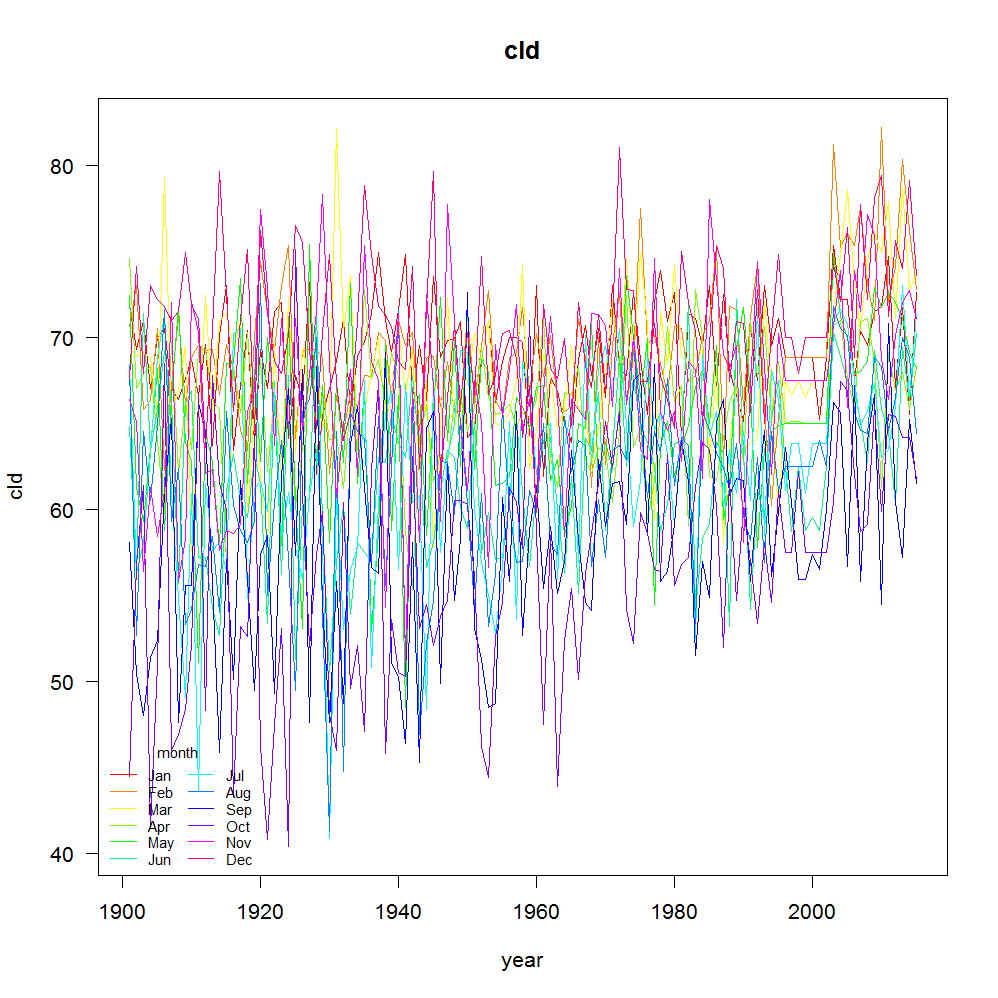 cld
80
70
60
50
40
cld
month
Jan Jul
Feb Aug
Mar Sep
Apr Oct
May Nov
Jun Dec
1900 1920 1940 1960 1980 2000
year